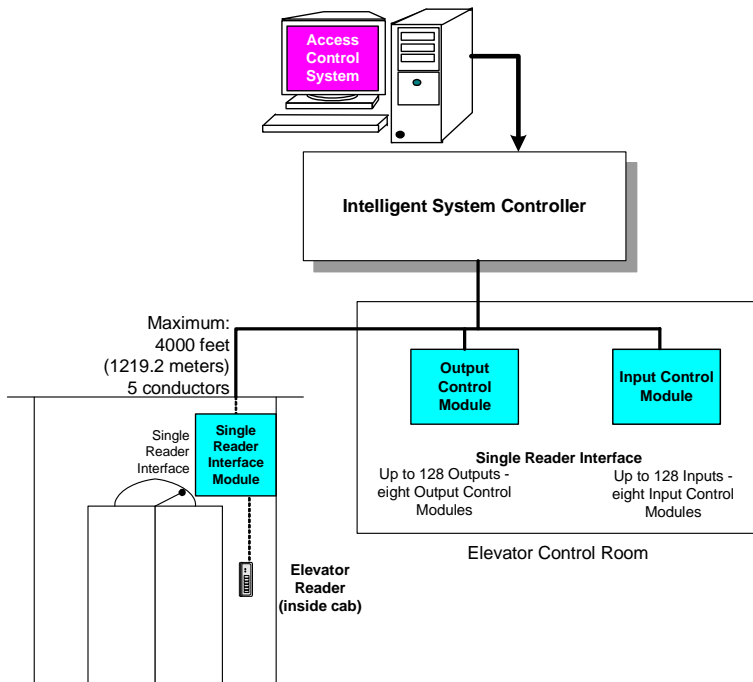 Access
Control
System
Intelligent System Controller
Maximum:
4000 feet
(1219.2 meters)
5 conductors
Output
Control
Module
Input Control
Module
Single
Reader
Interface
Single
Reader
Interface
Module
Single Reader Interface
Up to 128 Outputs -
eight Output Control
Modules
Up to 128 Inputs -
eight Input Control
Modules
Elevator Control Room
Elevator
Reader
(inside cab)